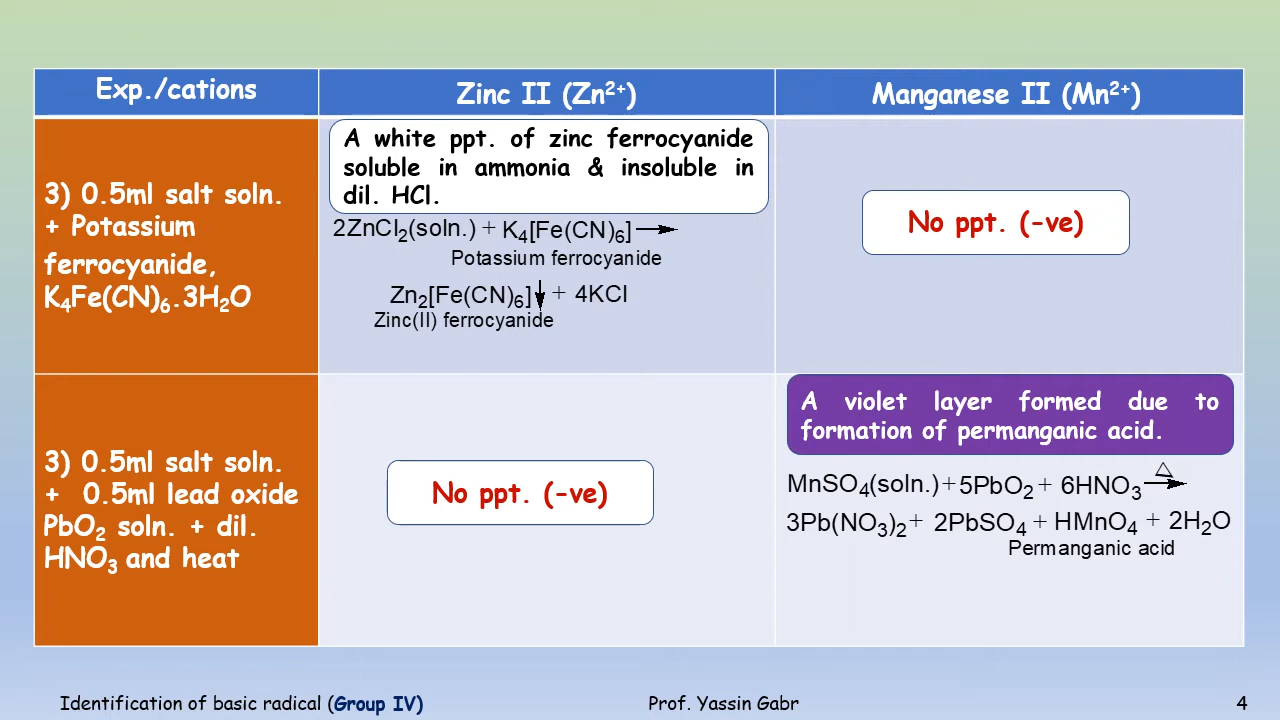 Exp./cations
Zinc II (Zn²⁺)
Manganese II (Mn²⁺)
3) 0.5ml salt soln.
+ Potassium
ferrocyanide,
K₄Fe(CN)₆.3H₂O
A white ppt. of zinc ferrocyanide
soluble in ammonia & insoluble in
dil. HCl.
2ZnCl₂(soln.) + K₄[Fe(CN)₆] →
Potassium ferrocyanide
Zn₂[Fe(CN)₆]↓ + 4KCl
Zinc(II) ferrocyanide
No ppt. (-ve)
3) 0.5ml salt soln.
+ 0.5ml lead oxide
PbO₂ soln. + dil.
HNO₃ and heat
No ppt. (-ve)
A violet layer formed due to
formation of permanganic acid.
MnSO₄(soln.) + 5PbO₂ + 6HNO₃ △→
3Pb(NO₃)₂ + 2PbSO₄ + HMnO₄ + 2H₂O
Permanganic acid
Identification of basic radical (Group IV)
Prof. Yassin Gabr
4